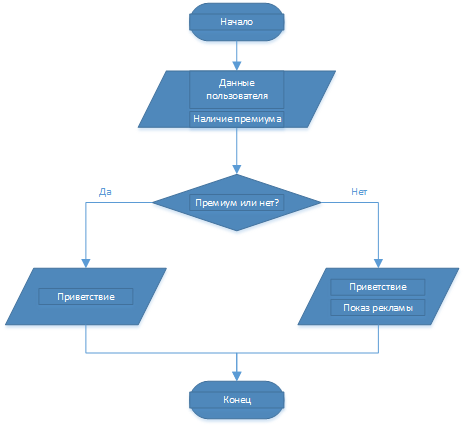 Начало
Данные
пользователя
Наличие премиума
Премиум или нет?
Да
Нет
Приветствие
Приветствие
Показ рекламы
Конец